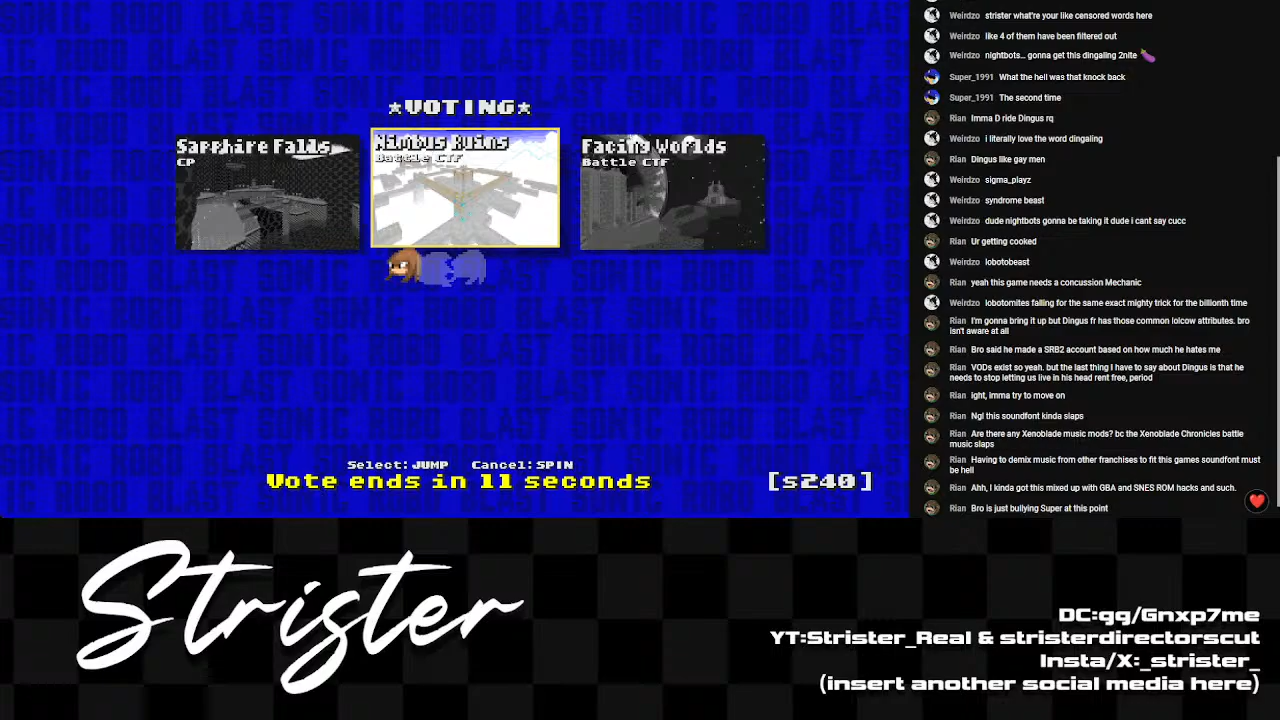 *VOTING*
Sapphire Falls
CP
Nimbus Ruins
Battle CTF
Facing Worlds
Battle CTF
Select:JUMP Cancel:SPIN
Vote ends in 11 seconds
[s240]
Weirdzo strister what're your like censored words here
Weirdzo like 4 of them have been filtered out
Weirdzo nightbots... gonna get this dingaling 2nite 🍆
Super_1991 What the hell was that knock back
Super_1991 The second time
Rian Imma D ride Dingus rq
Weirdzo i literally love the word dingaling
Rian Dingus like gay men
Weirdzo sigma_playz
Weirdzo syndrome beast
Weirdzo dude nightbots gonna be taking it dude i cant say cucc
Rian Ur getting cooked
Weirdzo lobotobeast
Rian yeah this game needs a concussion Mechanic
Weirdzo lobotomites falling for the same exact mighty trick for the billionth time
Rian I'm gonna bring it up but Dingus fr has those common lolcow attributes. bro
isn't aware at all
Rian Bro said he made a SRB2 account based on how much he hates me
Rian VODs exist so yeah. but the last thing I have to say about Dingus is that he
needs to stop letting us live in his head rent free, period
Rian ight, imma try to move on
Rian Ngl this soundfont kinda slaps
Rian Are there any Xenoblade music mods? bc the Xenoblade Chronicles battle
music slaps
Rian Having to demix music from other franchises to fit this games soundfont must
be hell
Rian Ahh, I kinda got this mixed up with GBA and SNES ROM hacks and such.
Rian Bro is just bullying Super at this point
Strister
DC:gg/Gnxp7me
YT:Strister_Real & stristerdirectorscut
Insta/X:_strister_
(insert another social media here)